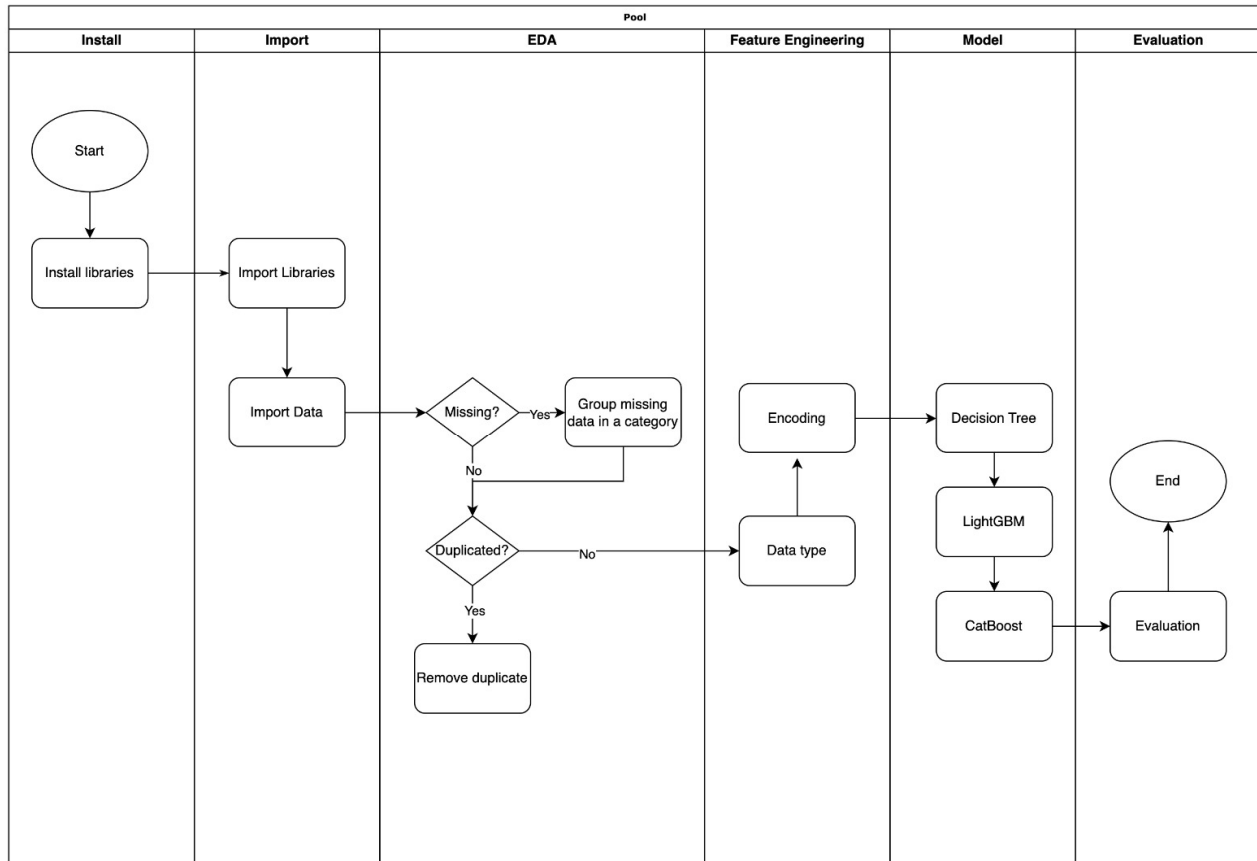 Pool
Install
Import
EDA
Feature Engineering
Model
Evaluation
Start
Install libraries
Import Libraries
Import Data
Missing?
Yes
Group missing
data in a category
No
Duplicated?
No
Yes
Remove duplicate
Encoding
Data type
Decision Tree
LightGBM
CatBoost
Evaluation
End